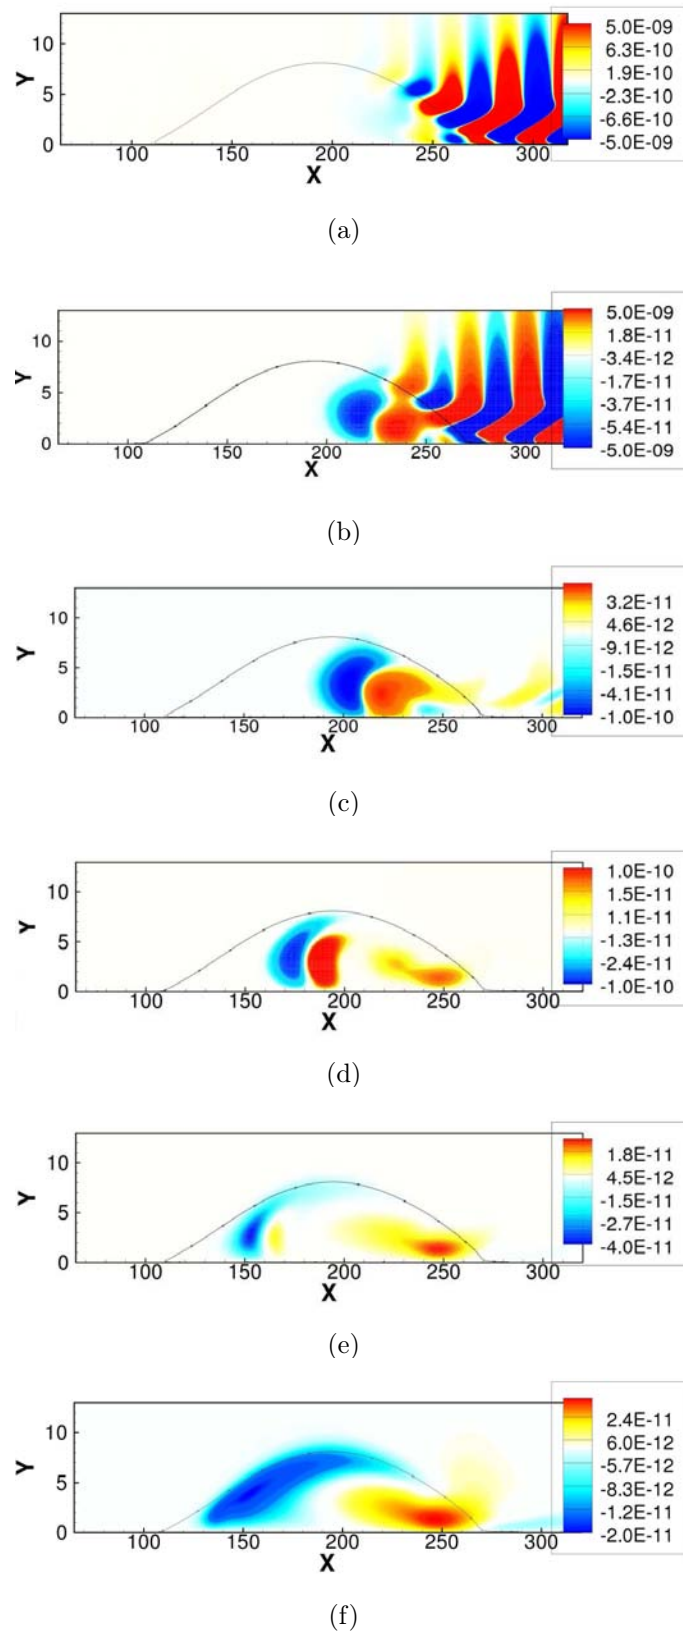 10
5
0
Y
100 150 200 250 300
X
5.0E-09
6.3E-10
1.9E-10
-2.3E-10
-6.6E-10
-5.0E-09
(a)
10
5
0
Y
100 150 200 250 300
X
5.0E-09
1.8E-11
-3.4E-12
-1.7E-11
-3.7E-11
-5.4E-11
-5.0E-09
(b)
10
5
0
Y
100 150 200 250 300
X
3.2E-11
4.6E-12
-9.1E-12
-1.5E-11
-4.1E-11
-1.0E-10
(c)
10
5
0
Y
100 150 200 250 300
X
1.0E-10
1.5E-11
1.1E-11
-1.3E-11
-2.4E-11
-1.0E-10
(d)
10
5
0
Y
100 150 200 250 300
X
1.8E-11
4.5E-12
-1.5E-11
-2.7E-11
-4.0E-11
(e)
10
5
0
Y
100 150 200 250 300
X
2.4E-11
6.0E-12
-5.7E-12
-8.3E-12
-1.2E-11
-2.0E-11
(f)